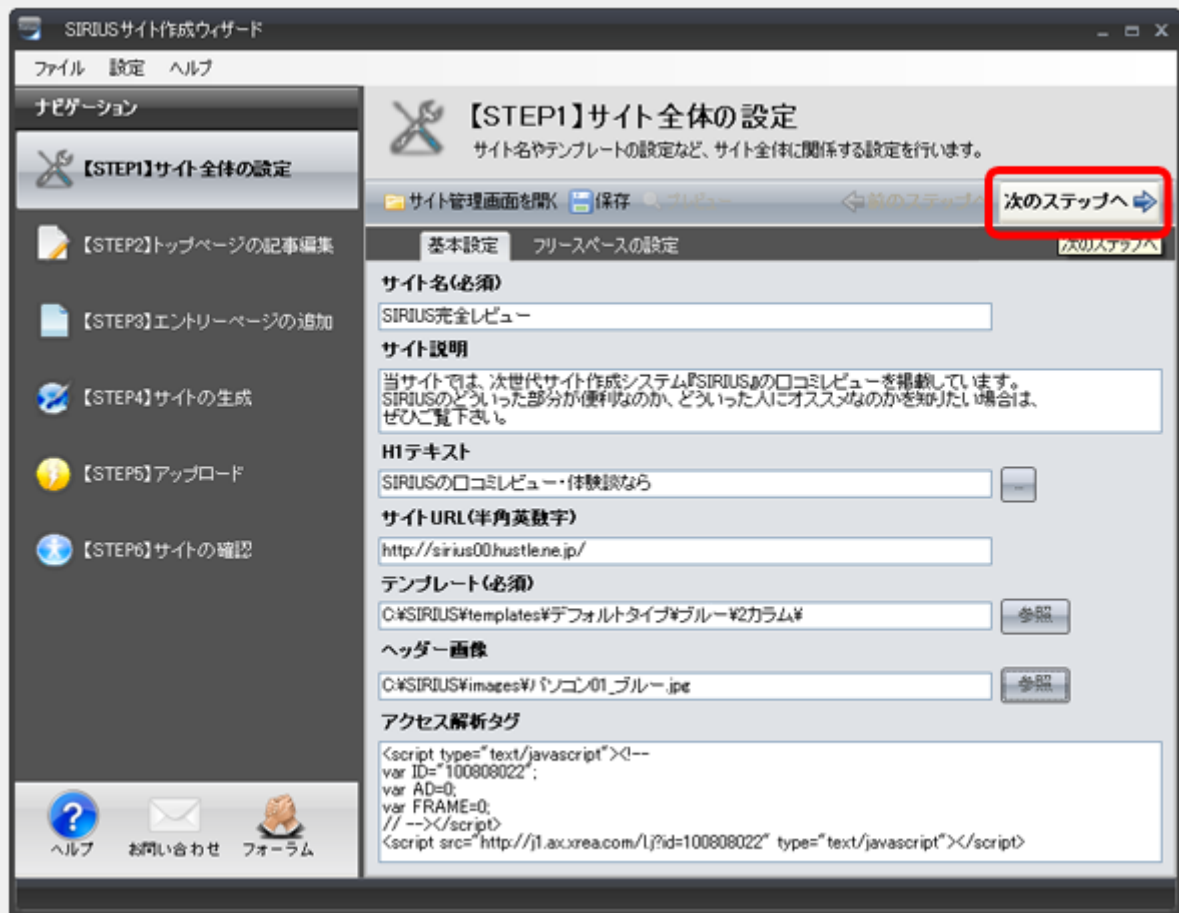 SIRIUSサイト作成ウィザード
ファイル 設定 ヘルプ
ナビゲーション
【STEP1】サイト全体の設定
【STEP2】トップページの記事編集
【STEP3】エントリーページの追加
【STEP4】サイトの生成
【STEP5】アップロード
【STEP6】サイトの確認
ヘルプ お問い合わせ フォーラム
【STEP1】サイト全体の設定
サイト名やテンプレートの設定など、サイト全体に関係する設定を行います。
サイト管理画面を開く 保存 プレビュー 前のステップへ 次のステップへ
基本設定 フリースペースの設定 次のステップへ
サイト名(必須)
SIRIUS完全レビュー
サイト説明
当サイトでは、次世代サイト作成システム『SIRIUS』の口コミレビューを掲載しています。
SIRIUSのどういった部分が便利なのか、どういった人にオススメなのかを知りたい場合は、
ぜひご覧下さい。
H1テキスト
SIRIUSの口コミレビュー・体験談なら
...
サイトURL(半角英数字)
http://sirius00.hustle.ne.jp/
テンプレート(必須)
C:¥SIRIUS¥templates¥デフォルトタイプ¥ブルー¥2カラム¥ 参照
ヘッダー画像
C:¥SIRIUS¥images¥パソコン01_ブルー.jpg 参照
アクセス解析タグ
<script type="text/javascript"><!--
var ID="100808022";
var AD=0;
var FRAME=0;
// --></script>
<script src="http://j1.ax.xrea.com/l.j?id=100808022" type="text/javascript"></script>